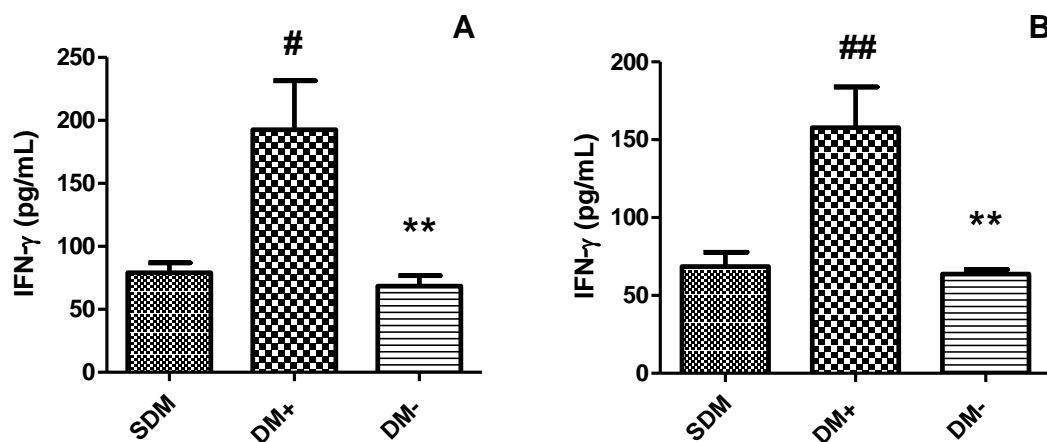 A
#
250
200
150
100
50
0
IFN-γ (pg/mL)
**
SDM
DM+
DM-
B
##
200
150
100
50
0
IFN-γ (pg/mL)
**
SDM
DM+
DM-